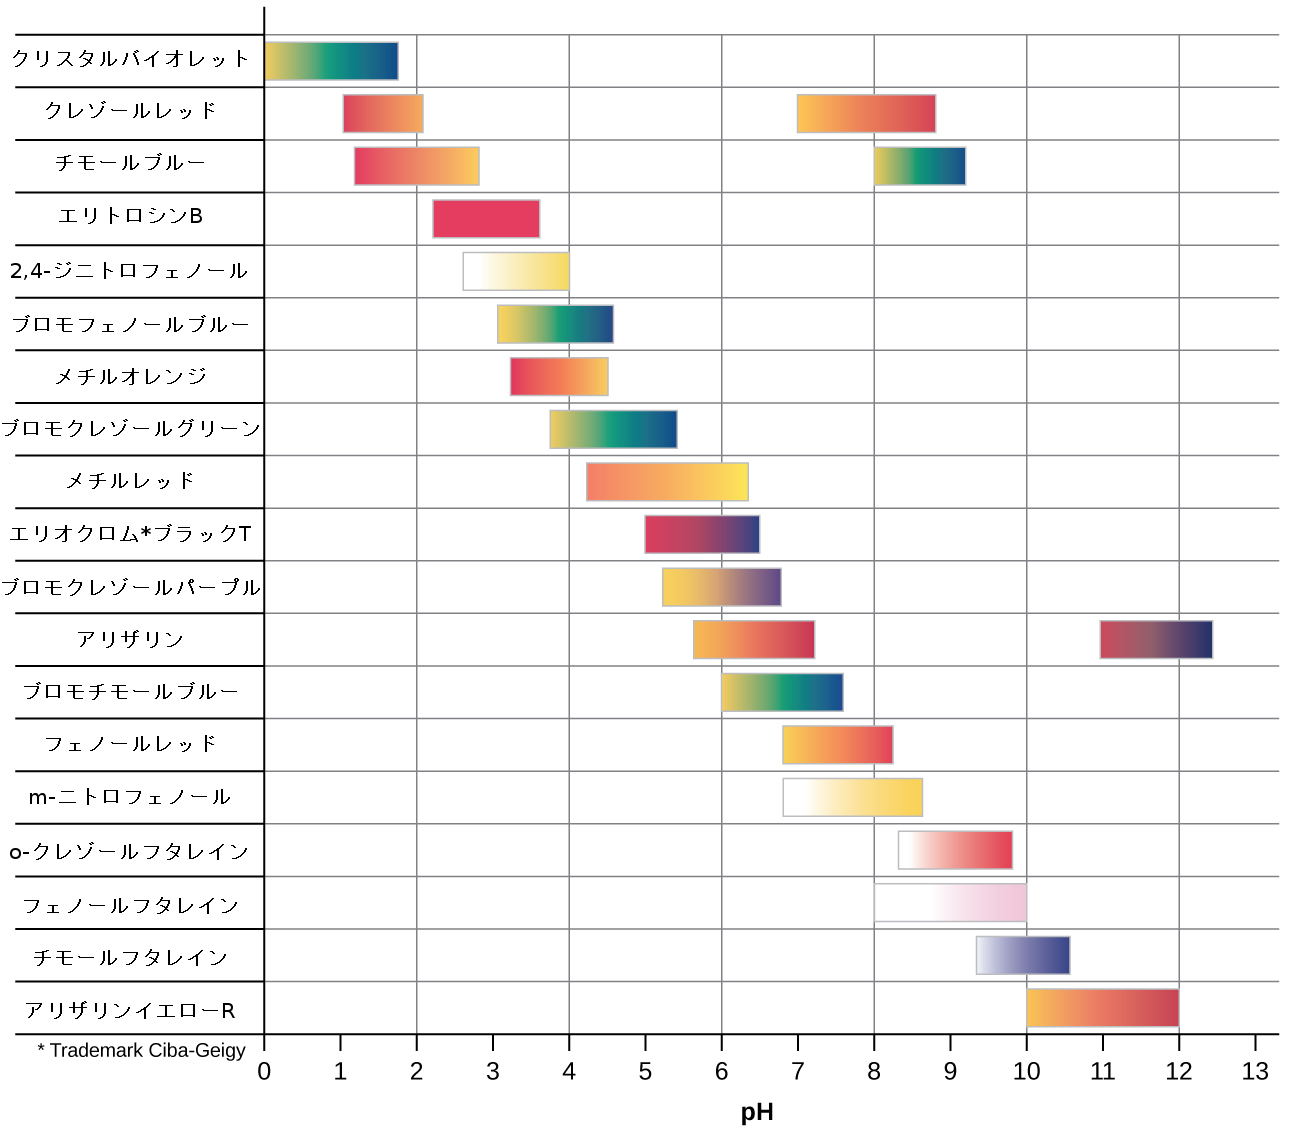 クリスタルバイオレット
クレゾールレッド
チモールブルー
エリトロシンB
2,4-ジニトロフェノール
ブロモフェノールブルー
メチルオレンジ
ブロモクレゾールグリーン
メチルレッド
エリオクロム*ブラックT
ブロモクレゾールパープル
アリザリン
ブロモチモールブルー
フェノールレッド
m-ニトロフェノール
o-クレゾールフタレイン
フェノールフタレイン
チモールフタレイン
アリザリンイエローR
* Trademark Ciba-Geigy
0 1 2 3 4 5 6 7 8 9 10 11 12 13
pH